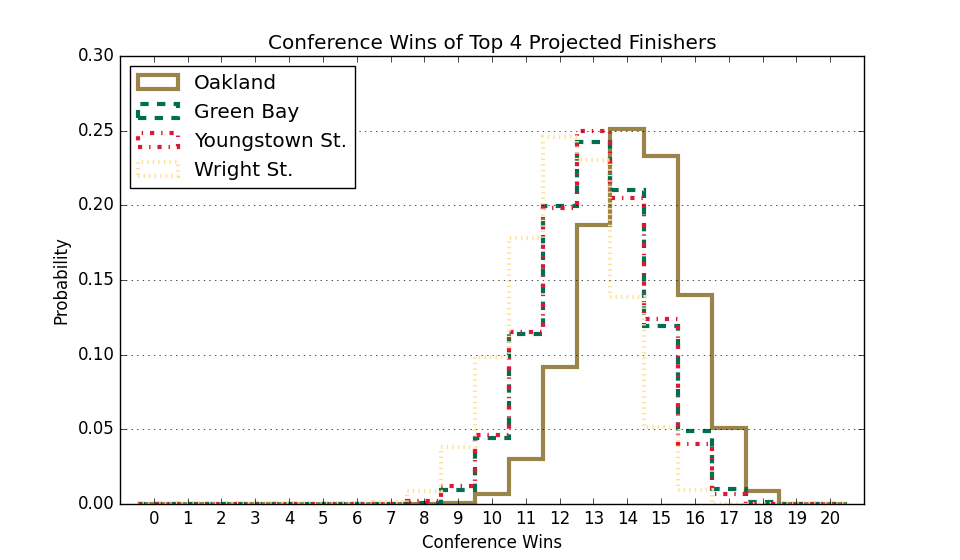 Conference Wins of Top 4 Projected Finishers
0.30
0.25
0.20
0.15
0.10
0.05
0.00
Probability
Oakland
Green Bay
Youngstown St.
Wright St.
0 1 2 3 4 5 6 7 8 9 10 11 12 13 14 15 16 17 18 19 20
Conference Wins